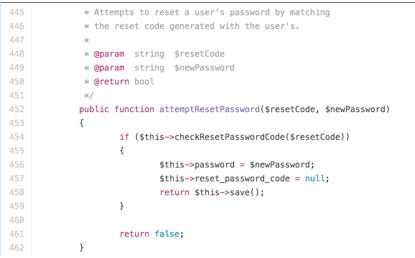 445 * Attempts to reset a user's password by matching
446 * the reset code generated with the user's.
447 *
448 * @param string $resetCode
449 * @param string $newPassword
450 * @return bool
451 */
452 public function attemptResetPassword($resetCode, $newPassword)
453 {
454 if ($this->checkResetPasswordCode($resetCode))
455 {
456 $this->password = $newPassword;
457 $this->reset_password_code = null;
458 return $this->save();
459 }
460
461 return false;
462 }